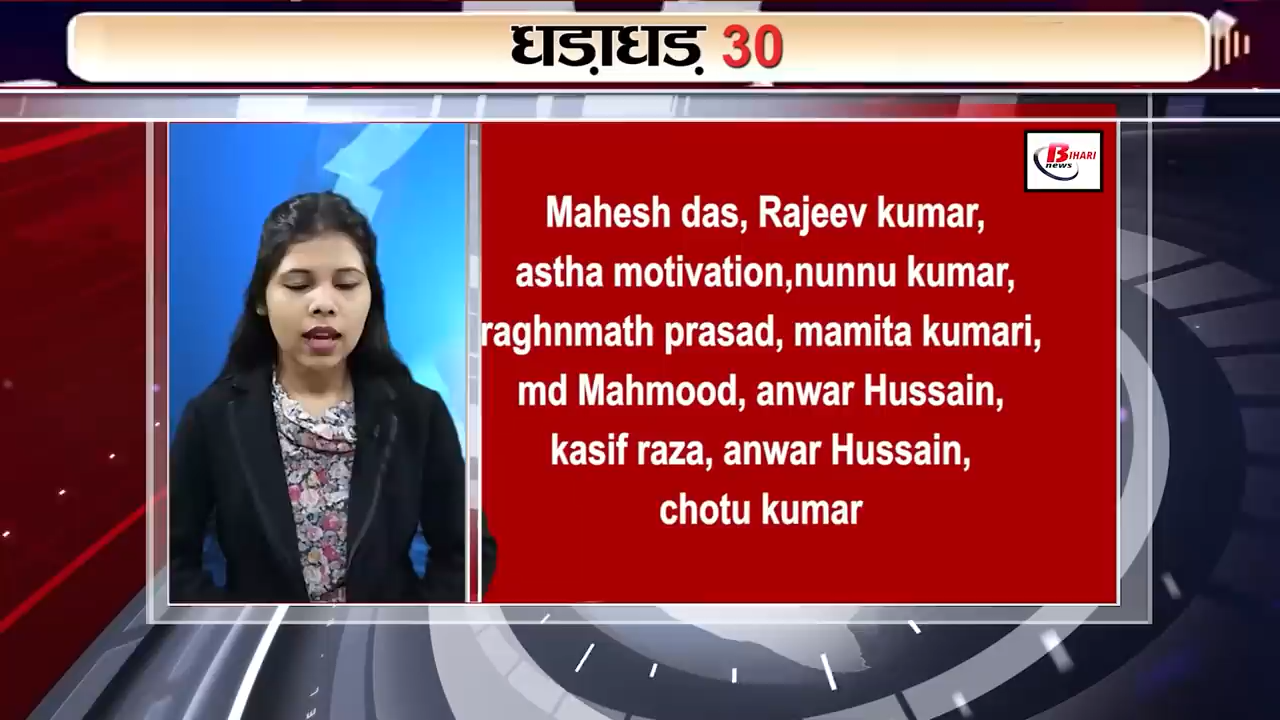 धड़ाधड़ 30
BIHARI
news
Mahesh das, Rajeev kumar,
astha motivation,nunnu kumar,
raghnmath prasad, mamita kumari,
md Mahmood, anwar Hussain,
kasif raza, anwar Hussain,
chotu kumar